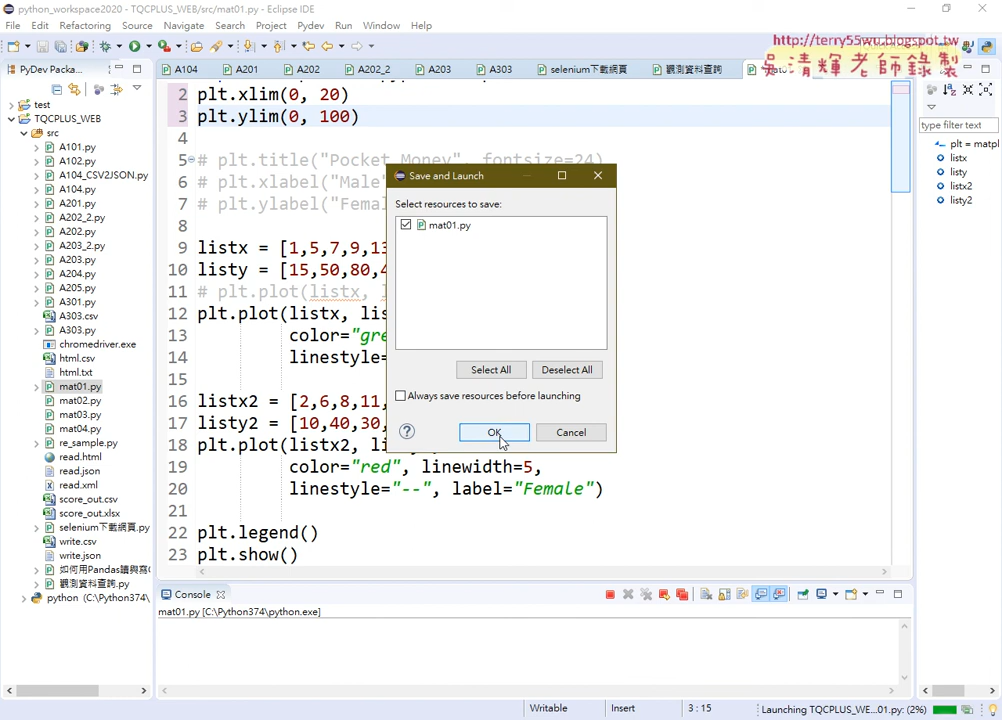 python_workspace2020 - TQCPLUS_WEB/src/mat01.py - Eclipse IDE
File Edit Refactoring Source Navigate Search Project Pydev Run Window Help
http://terry55wu.blogspot.tw
吳清輝老師錄製
PyDev Packa...
A104 A201 A202 A202_2 A203 A303 selenium下載網頁 觀測資料查詢
test
TQCPLUS_WEB
src
A101.py
A102.py
A104_CSV2JSON.py
A104.py
A201.py
A202_2.py
A202.py
A203_2.py
A203.py
A204.py
A205.py
A301.py
A303.csv
A303.py
chromedriver.exe
html.csv
html.txt
mat01.py
mat02.py
mat03.py
mat04.py
re_sample.py
read.html
read.json
read.xml
score_out.csv
score_out.xlsx
selenium下載網頁.py
write.csv
write.json
如何用Pandas讀與寫
觀測資料查詢.py
python (C:\Python374\
2 plt.xlim(0, 20)
3 plt.ylim(0, 100)
4
5 # plt.title("Pocket Money", fontsize=24)
6 # plt.xlabel("Male"
7 # plt.ylabel("Fema
8
9 listx = [1,5,7,9,13
10 listy = [15,50,80,4
11 # plt.plot(listx, l
12 plt.plot(listx, lis
13 color="gre
14 linestyle=
15
16 listx2 = [2,6,8,11,
17 listy2 = [10,40,30,
18 plt.plot(listx2, l
19 color="red", linewidth=5,
20 linestyle="--", label="Female")
21
22 plt.legend()
23 plt.show()
Save and Launch
Select resources to save:
mat01.py
Select All Deselect All
Always save resources before launching
OK Cancel
type filter text
plt = matpl
listx
listy
listx2
listy2
Console
mat01.py [C:\Python374\python.exe]
Writable Insert 3 : 15 Launching TQCPLUS_WE...01.py: (2%)